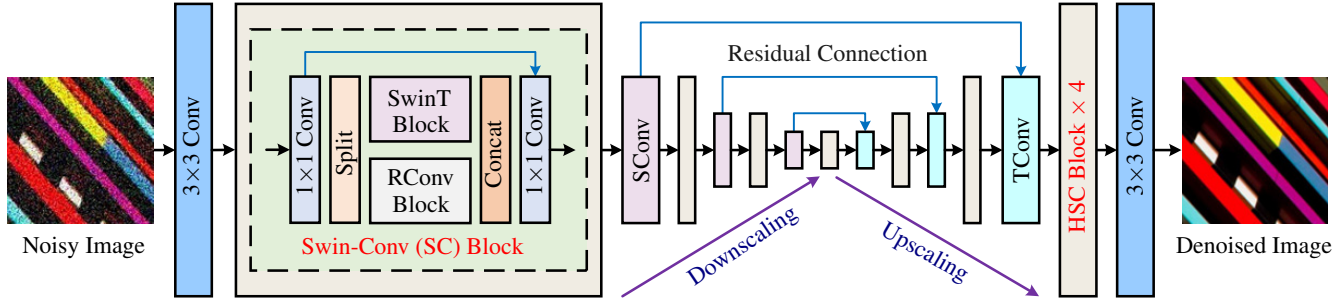 Noisy Image
3×3 Conv
1×1 Conv
Split
SwinT
Block
RConv
Block
Concat
1×1 Conv
Swin-Conv (SC) Block
SConv
Residual Connection
Downscaling
Upscaling
TConv
HSC Block × 4
3×3 Conv
Denoised Image